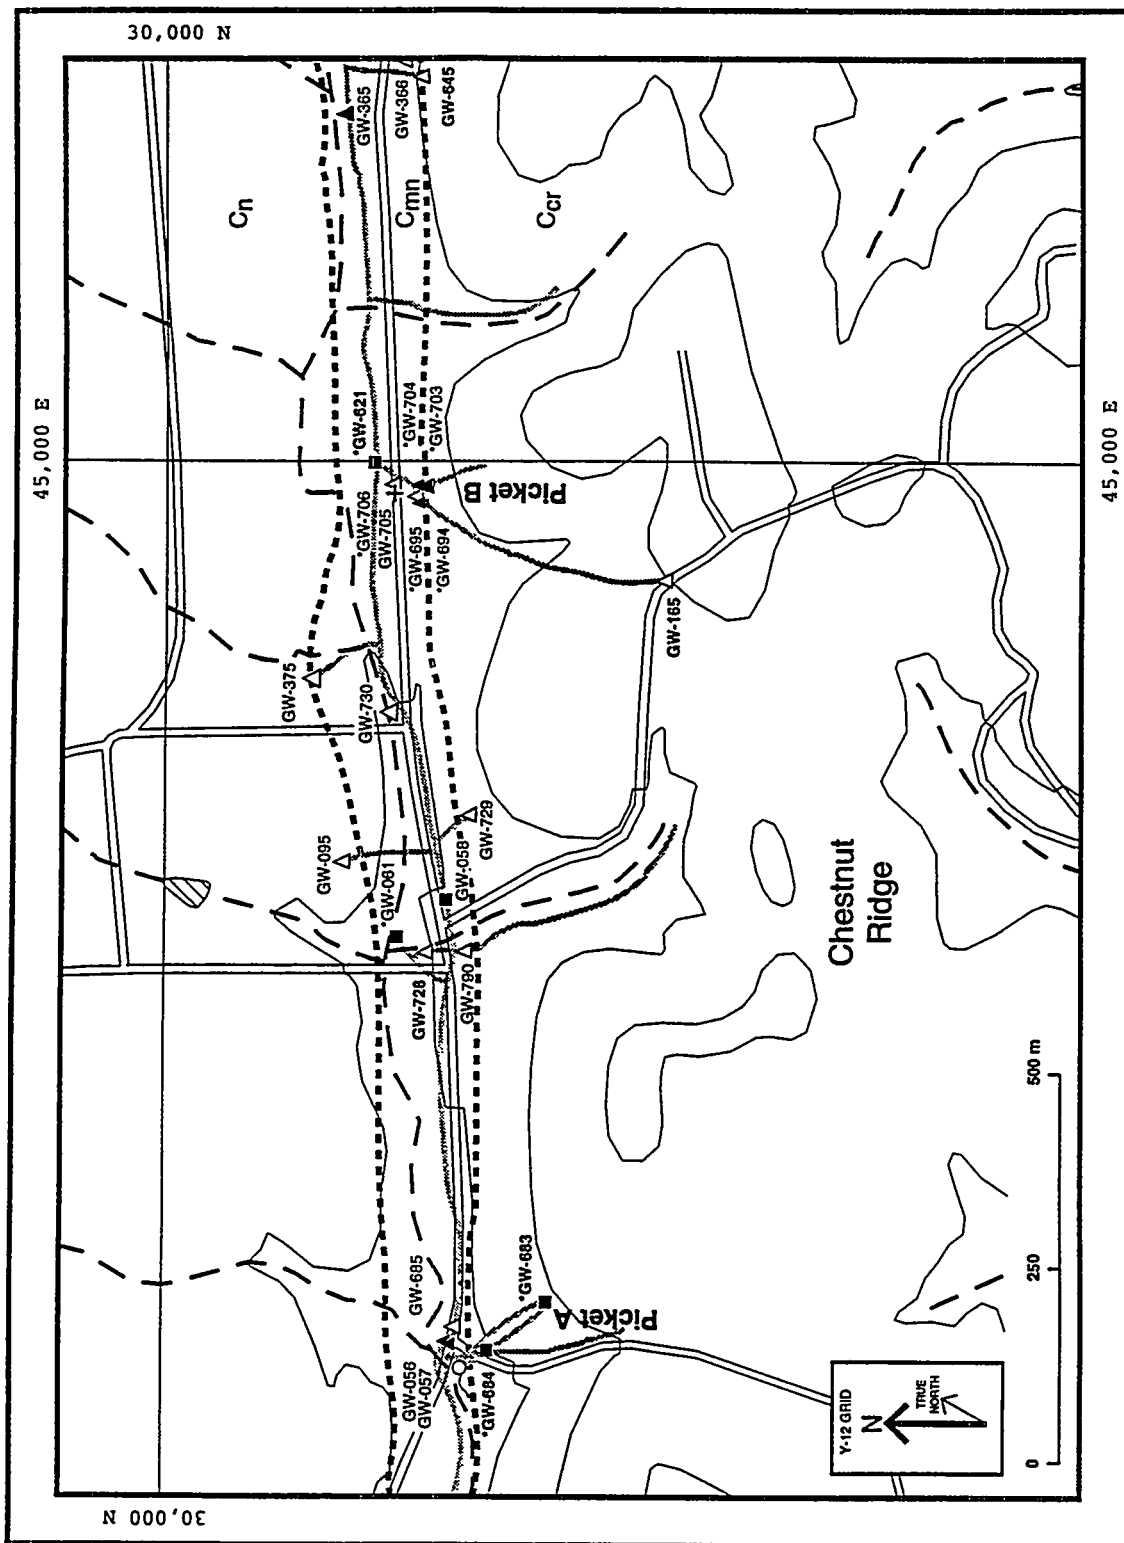 30,000 N
45,000 E
Cn
Cmn
Ccr
GW-365
GW-366
GW-645
°GW-621
°GW-704
°GW-703
°GW-706
GW-705
°GW-695
°GW-694
Picket B
GW-165
GW-375
GW-730
GW-095
°GW-061
GW-058
GW-729
GW-728
GW-790
Chestnut
Ridge
GW-685
°GW-683
Picket A
GW-056
GW-057
°GW-684
0
250
500 m
Y-12 GRID
N
TRUE
NORTH
45,000 E
30,000 N